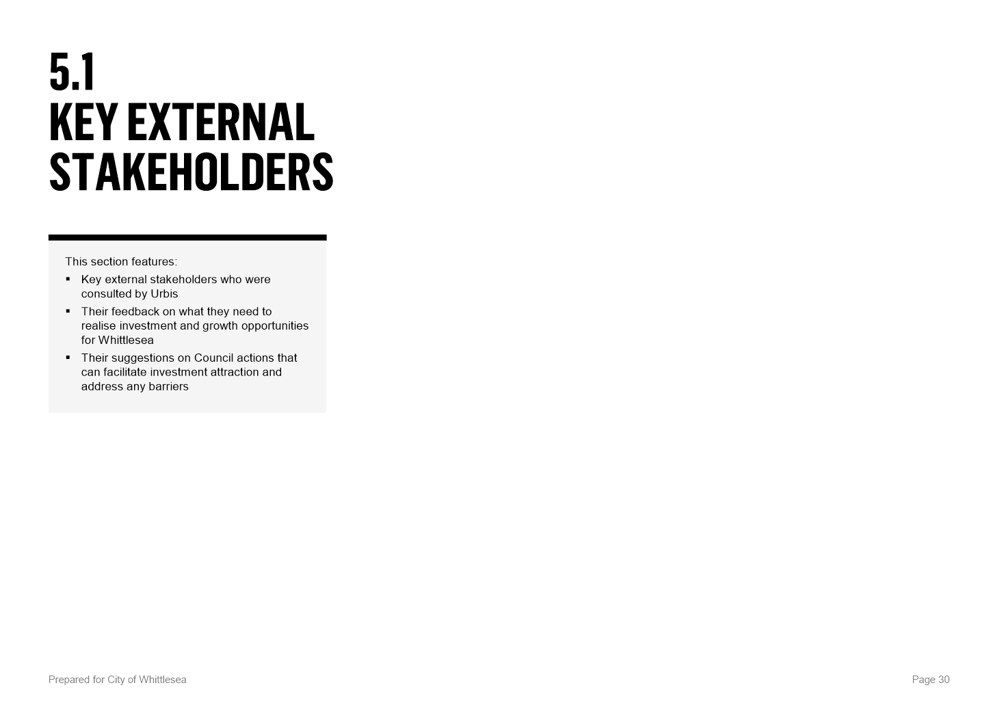 5.1
KEY EXTERNAL
STAKEHOLDERS
This section features:
▪ Key external stakeholders who were
consulted by Urbis
▪ Their feedback on what they need to
realise investment and growth opportunities
for Whittlesea
▪ Their suggestions on Council actions that
can facilitate investment attraction and
address any barriers
Prepared for City of Whittlesea
Page 30